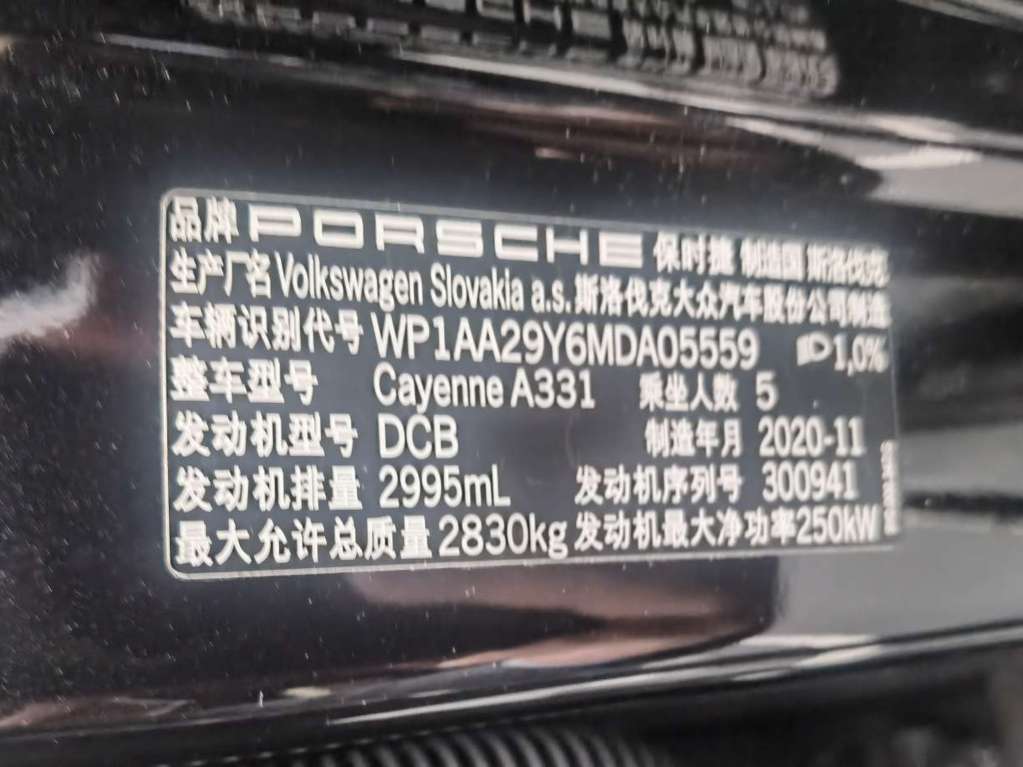 品牌 PORSCHE 保时捷 制造国 斯洛伐克
生产厂名 Volkswagen Slovakia a.s. 斯洛伐克大众汽车股份公司制造
车辆识别代号 WP1AA29Y6MDA05559 1,0%
整车型号 Cayenne A331 乘坐人数 5
发动机型号 DCB 制造年月 2020-11
发动机排量 2995mL 发动机序列号 300941
最大允许总质量 2830kg 发动机最大净功率 250kW